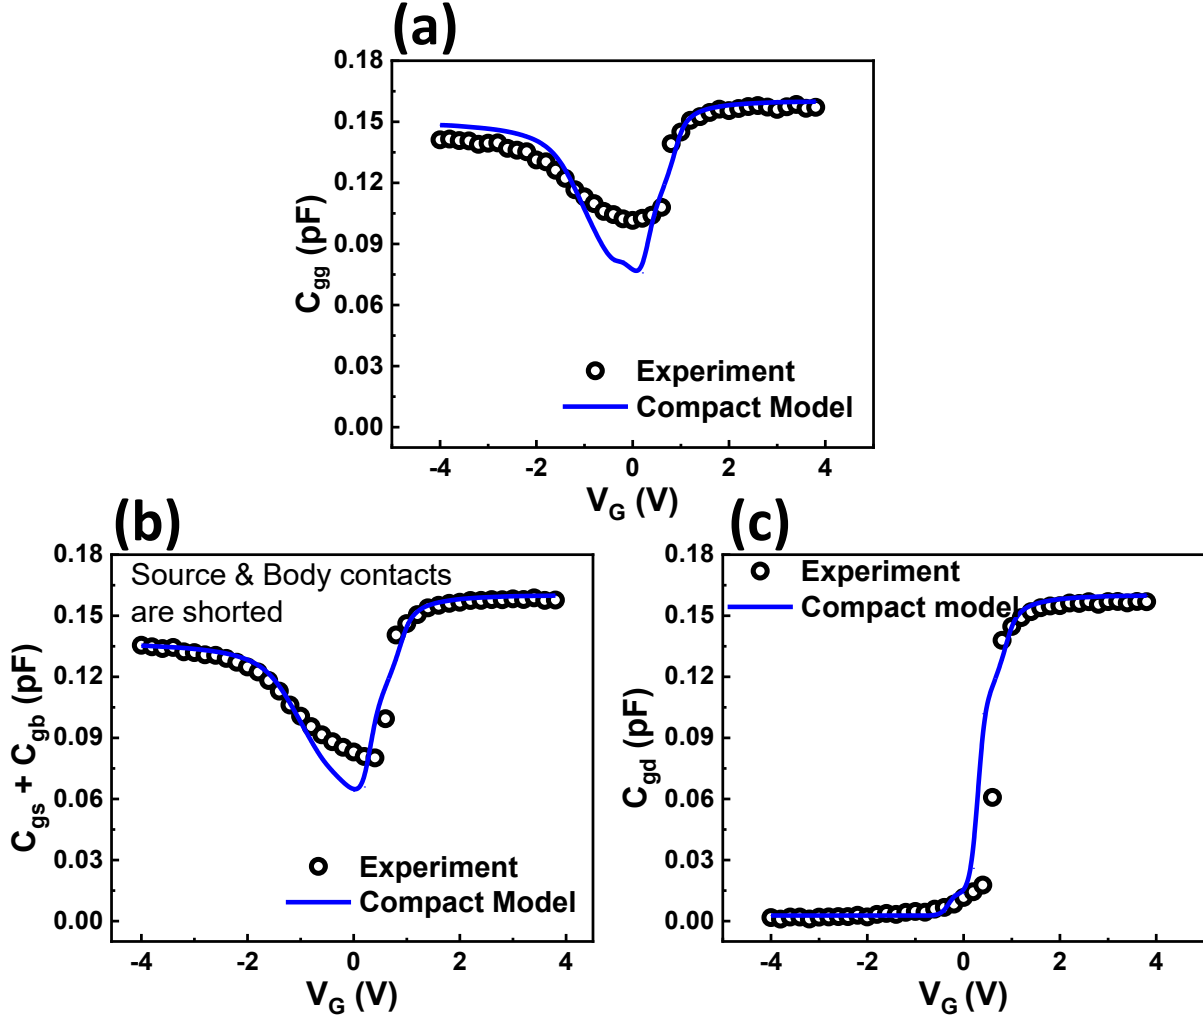 (a)
0.18
0.15
0.12
0.09
0.06
0.03
0.00
C_gg (pF)
Experiment
Compact Model
-4 -2 0 2 4
V_G (V)
(b)
0.18
0.15
0.12
0.09
0.06
0.03
0.00
C_gs + C_gb (pF)
Source & Body contacts
are shorted
Experiment
Compact Model
-4 -2 0 2 4
V_G (V)
(c)
0.18
0.15
0.12
0.09
0.06
0.03
0.00
C_gd (pF)
Experiment
Compact model
-4 -2 0 2 4
V_G (V)